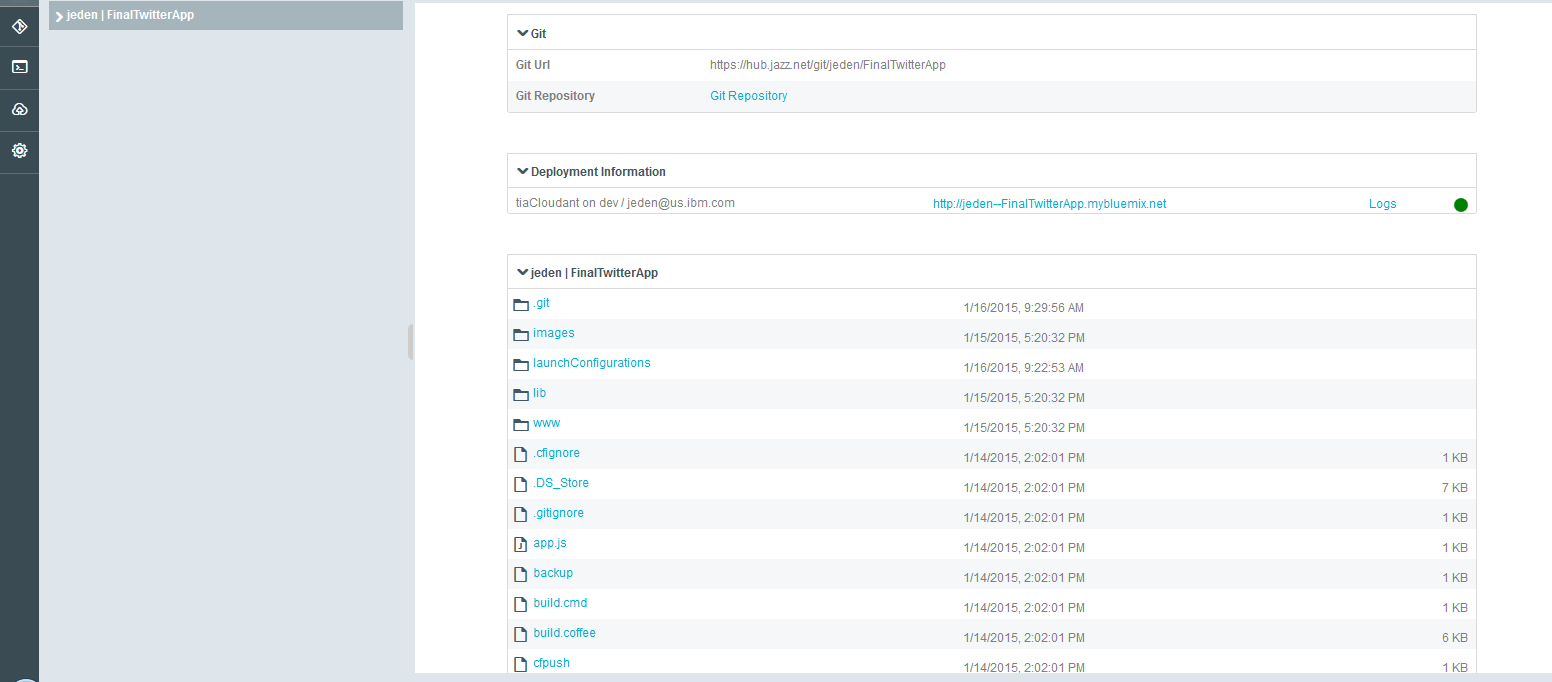 jeden | FinalTwitterApp
Git
Git Url https://hub.jazz.net/git/jeden/FinalTwitterApp
Git Repository Git Repository
Deployment Information
tiaCloudant on dev / jeden@us.ibm.com http://jeden--FinalTwitterApp.mybluemix.net Logs
jeden | FinalTwitterApp
.git 1/16/2015, 9:29:56 AM
images 1/15/2015, 5:20:32 PM
launchConfigurations 1/16/2015, 9:22:53 AM
lib 1/15/2015, 5:20:32 PM
www 1/15/2015, 5:20:32 PM
.cfignore 1/14/2015, 2:02:01 PM 1 KB
.DS_Store 1/14/2015, 2:02:01 PM 7 KB
.gitignore 1/14/2015, 2:02:01 PM 1 KB
app.js 1/14/2015, 2:02:01 PM 1 KB
backup 1/14/2015, 2:02:01 PM 1 KB
build.cmd 1/14/2015, 2:02:01 PM 1 KB
build.coffee 1/14/2015, 2:02:01 PM 6 KB
cfpush 1/14/2015, 2:02:01 PM 1 KB